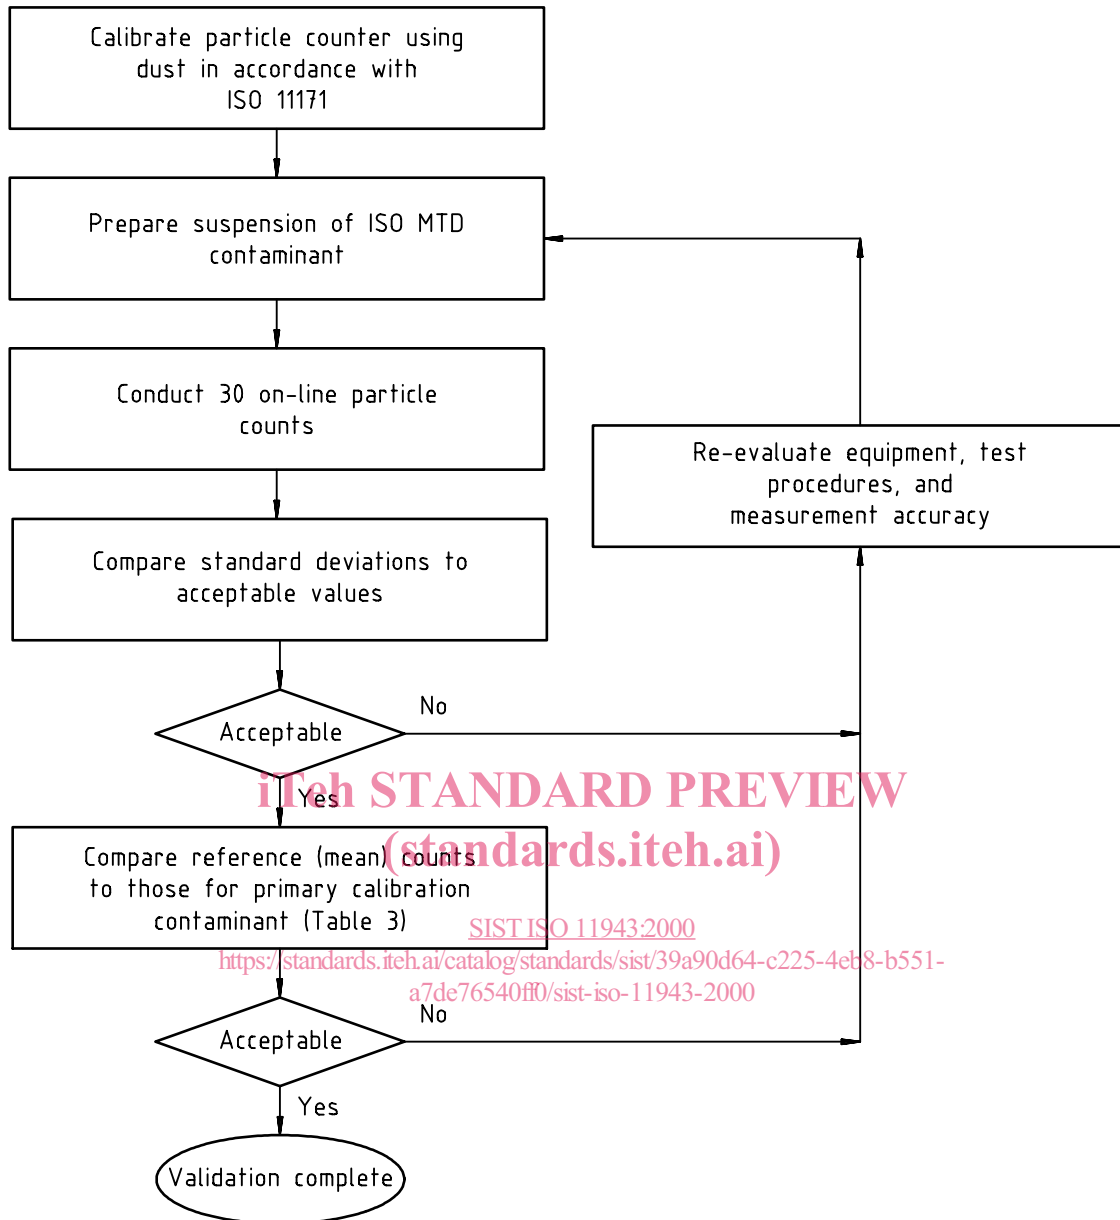 Calibrate particle counter using
dust in accordance with
ISO 11171
Prepare suspension of ISO MTD
contaminant
Conduct 30 on-line particle
counts
Re-evaluate equipment, test
procedures, and
measurement accuracy
Compare standard deviations to
acceptable values
No
Acceptable
iTeh STANDARD PREVIEW
Yes
(standards.iteh.ai)
Compare reference (mean) counts
to those for primary calibration
contaminant (Table 3)
SIST ISO 11943:2000
https://standards.iteh.ai/catalog/standards/sist/39a90d64-c225-4eb8-b551-
a7de76540ff0/sist-iso-11943-2000
No
Acceptable
Yes
Validation complete